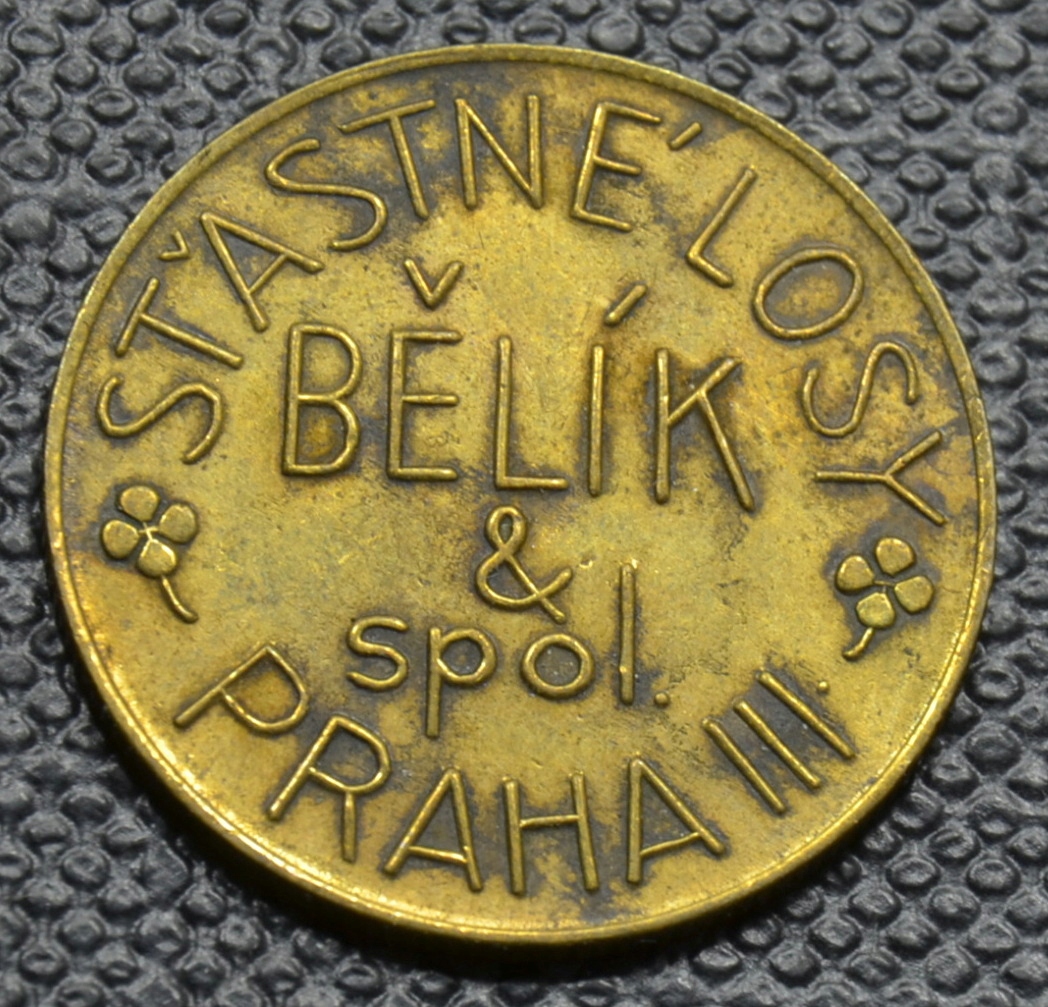 ŠŤASTNÉ LOSY
BĚLÍK
&
spol.
PRAHA III.